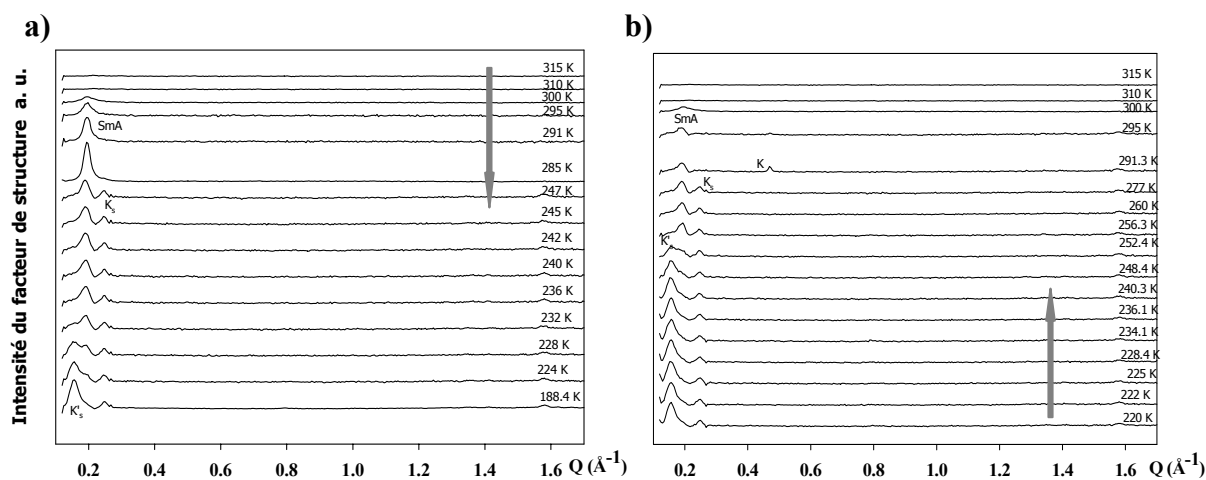 a)
b)
Intensité du facteur de structure a. u.
315 K
310 K
300 K
295 K
SmA
291 K
285 K
247 K
Ks
245 K
242 K
240 K
236 K
232 K
228 K
224 K
188.4 K
K's
0.2 0.4 0.6 0.8 1.0 1.2 1.4 1.6 Q (Å-1)
315 K
310 K
300 K
SmA
295 K
K
291.3 K
Ks
277 K
260 K
256.3 K
K's
252.4 K
248.4 K
240.3 K
236.1 K
234.1 K
228.4 K
225 K
222 K
220 K
0.2 0.4 0.6 0.8 1.0 1.2 1.4 1.6 Q (Å-1)